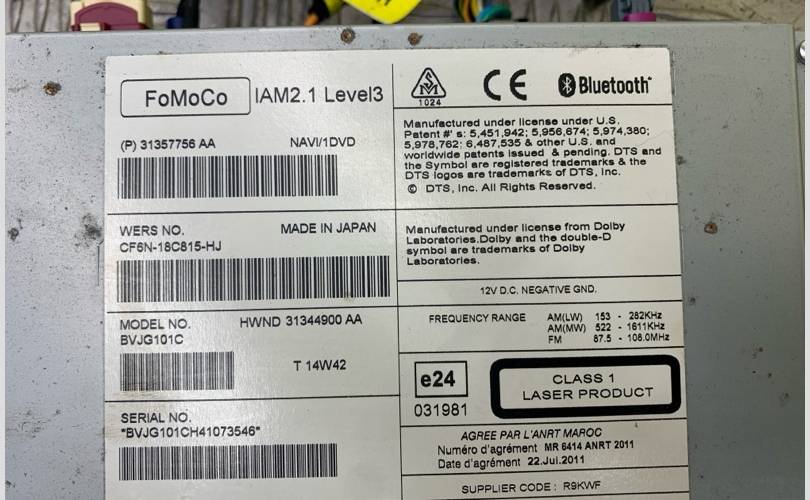 FoMoCo IAM2.1 Level3
(P) 31357756 AA NAVI/1DVD
WERS NO. MADE IN JAPAN
CF6N-18C815-HJ
MODEL NO. HWND 31344900 AA
BVJG101C
T 14W42
SERIAL NO.
*BVJG101CH41073546*
1024 CE Bluetooth
Manufactured under license under U.S.
Patent #' s: 5,451,942; 5,956,674; 5,974,380;
5,978,762; 6,487,535 & other U.S. and
worldwide patents issued & pending. DTS and
the Symbol are registered trademarks & the
DTS logos are trademarks of DTS, Inc.
© DTS, Inc. All Rights Reserved.
Manufactured under license from Dolby
Laboratories.Dolby and the double-D
symbol are trademarks of Dolby
Laboratories.
12V D.C. NEGATIVE GND.
FREQUENCY RANGE AM(LW) 153 - 282KHz
AM(MW) 522 - 1611KHz
FM 87.5 - 108.0MHz
e24
031981
CLASS 1
LASER PRODUCT
AGREE PAR L'ANRT MAROC
Numéro d'agrément MR 6414 ANRT 2011
Date d'agrément 22.Jul.2011
SUPPLIER CODE : R9KWF